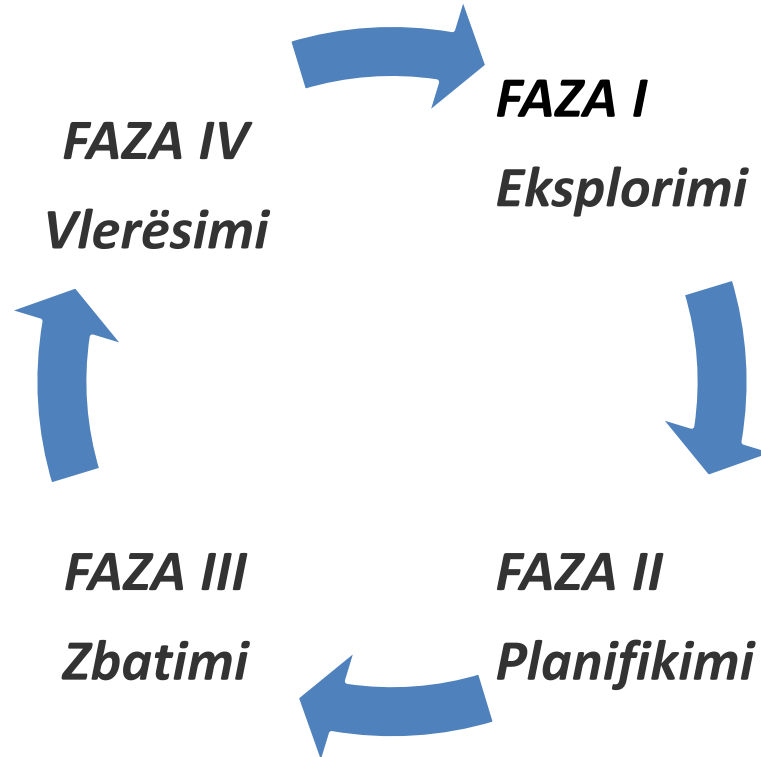 FAZA I
Eksplorimi
FAZA II
Planifikimi
FAZA III
Zbatimi
FAZA IV
Vlerësimi